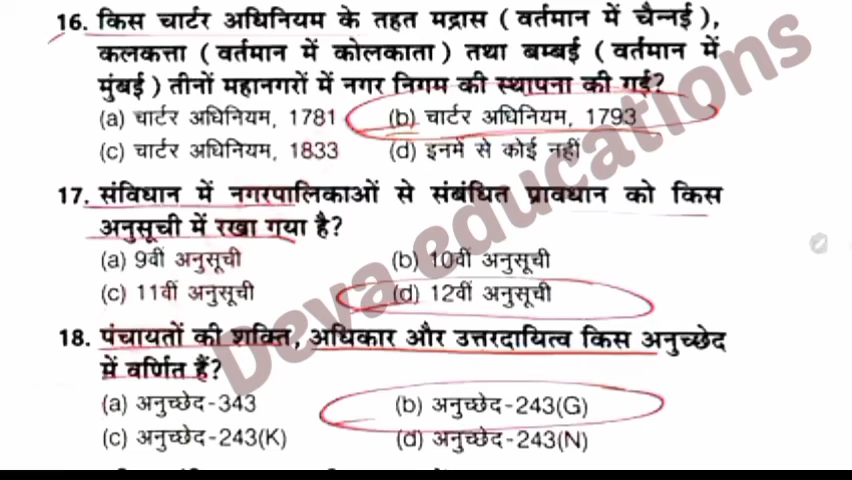 16. किस चार्टर अधिनियम के तहत मद्रास (वर्तमान में चैन्नई),
कलकत्ता (वर्तमान में कोलकाता) तथा बम्बई (वर्तमान में
मुंबई) तीनों महानगरों में नगर निगम की स्थापना की गई?
(a) चार्टर अधिनियम, 1781 (b) चार्टर अधिनियम, 1793
(c) चार्टर अधिनियम, 1833 (d) इनमें से कोई नहीं
17. संविधान में नगरपालिकाओं से संबंधित प्रावधान को किस
अनुसूची में रखा गया है?
(a) 9वीं अनुसूची (b) 10वीं अनुसूची
(c) 11वीं अनुसूची (d) 12वीं अनुसूची
18. पंचायतों की शक्ति, अधिकार और उत्तरदायित्व किस अनुच्छेद
में वर्णित हैं?
(a) अनुच्छेद-343 (b) अनुच्छेद-243(G)
(c) अनुच्छेद-243(K) (d) अनुच्छेद-243(N)
Deva educations